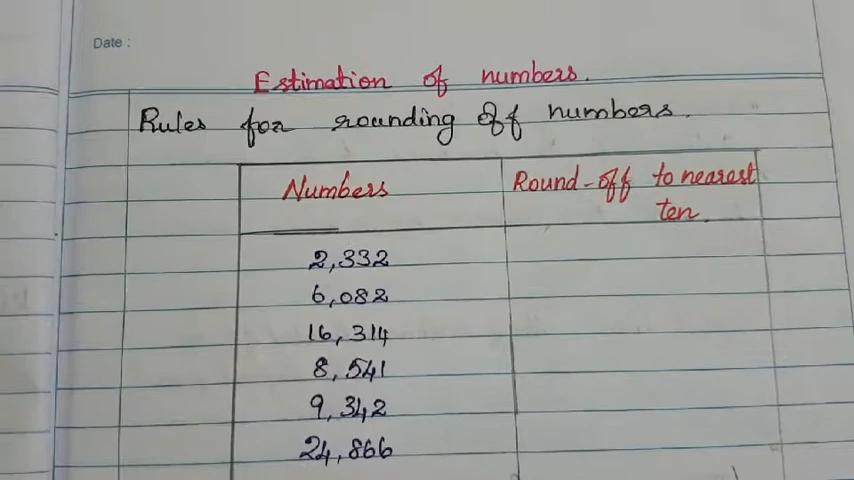 Date :
Estimation of numbers.
Rules for rounding off numbers.
Numbers
Round-off to nearest
ten.
2,332
6,082
16,314
8,541
9,342
24,866